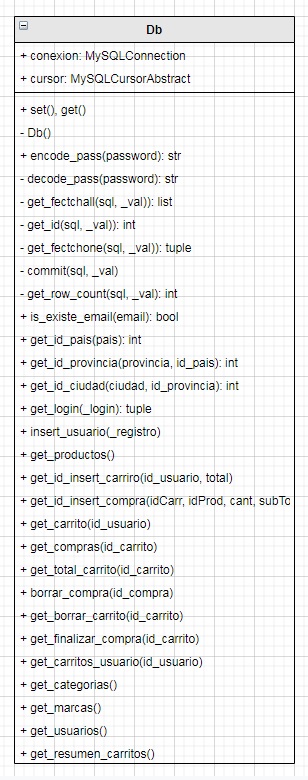 Db
+ conexion: MySQLConnection
+ cursor: MySQLCursorAbstract
+ set(), get()
- Db()
+ encode_pass(password): str
- decode_pass(password): str
- get_fectchall(sql, _val)): list
- get_id(sql, _val)): int
- get_fectchone(sql, _val)): tuple
- commit(sql, _val)
- get_row_count(sql, _val): int
+ is_existe_email(email): bool
+ get_id_pais(pais): int
+ get_id_provincia(provincia, id_pais): int
+ get_id_ciudad(ciudad, id_provincia): int
+ get_login(_login): tuple
+ insert_usuario(_registro)
+ get_productos()
+ get_id_insert_carriro(id_usuario, total)
+ get_id_insert_compra(idCarr, idProd, cant, subTo
+ get_carrito(id_usuario)
+ get_compras(id_carrito)
+ get_total_carrito(id_carrito)
+ borrar_compra(id_compra)
+ get_borrar_carrito(id_carrito)
+ get_finalizar_compra(id_carrito)
+ get_carritos_usuario(id_usuario)
+ get_categorias()
+ get_marcas()
+ get_usuarios()
+ get_resumen_carritos()